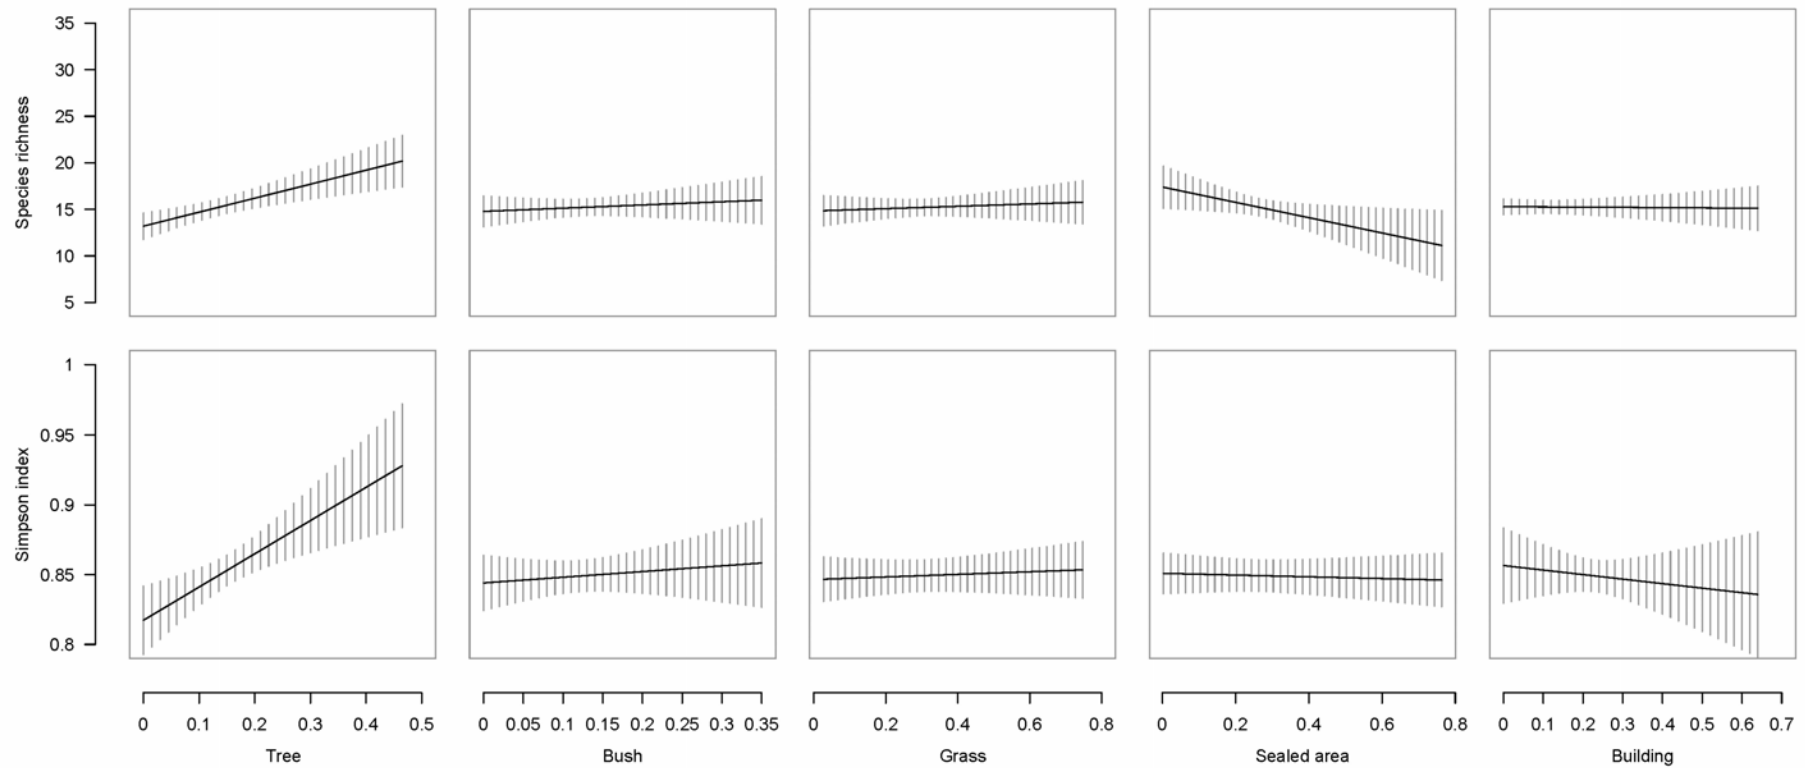 Species richness
35
30
25
20
15
10
5
Simpson index
1
0.95
0.9
0.85
0.8
0 0.1 0.2 0.3 0.4 0.5
Tree
0 0.05 0.1 0.15 0.2 0.25 0.3 0.35
Bush
0 0.2 0.4 0.6 0.8
Grass
0 0.2 0.4 0.6 0.8
Sealed area
0 0.1 0.2 0.3 0.4 0.5 0.6 0.7
Building